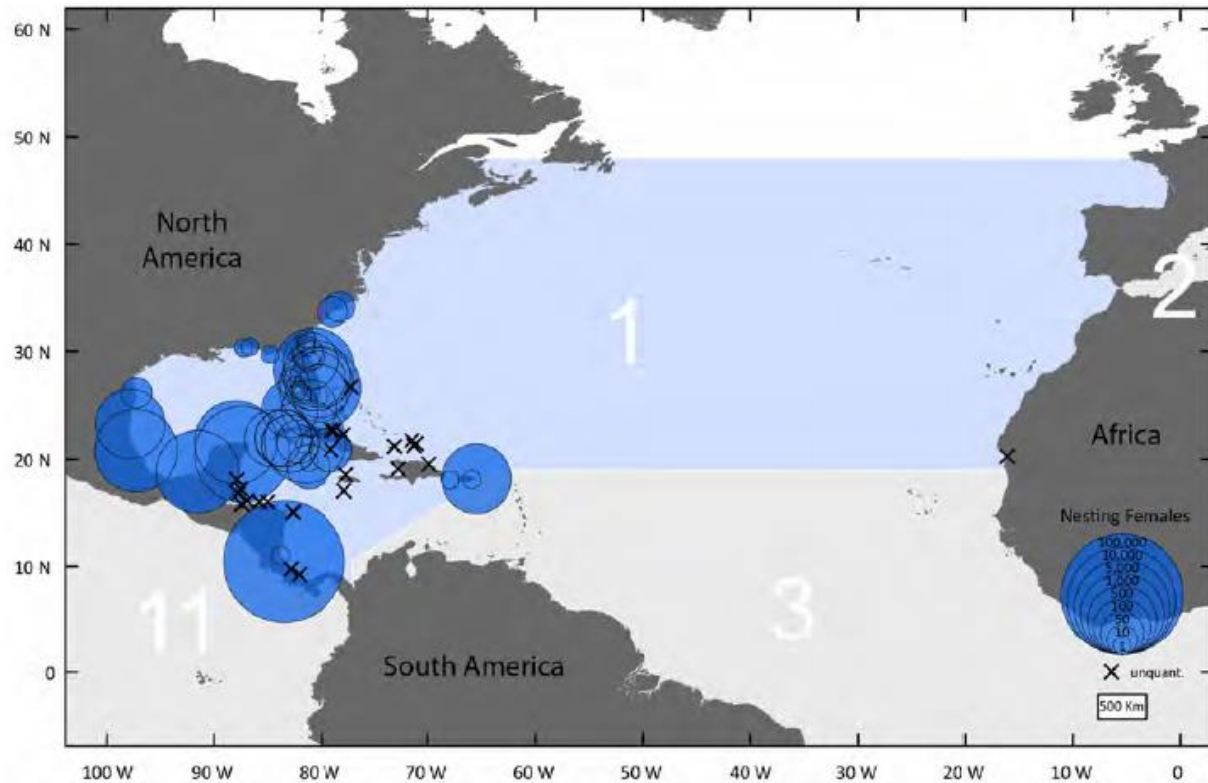 60 N
50 N
40 N
30 N
20 N
10 N
0
100 W
90 W
80 W
70 W
60 W
50 W
40 W
30 W
20 W
10 W
0
North
America
1
2
Africa
Nesting Females
100,000
10,000
5,000
1,000
500
100
50
10
1
11
3
South America
unquant.
500 Km